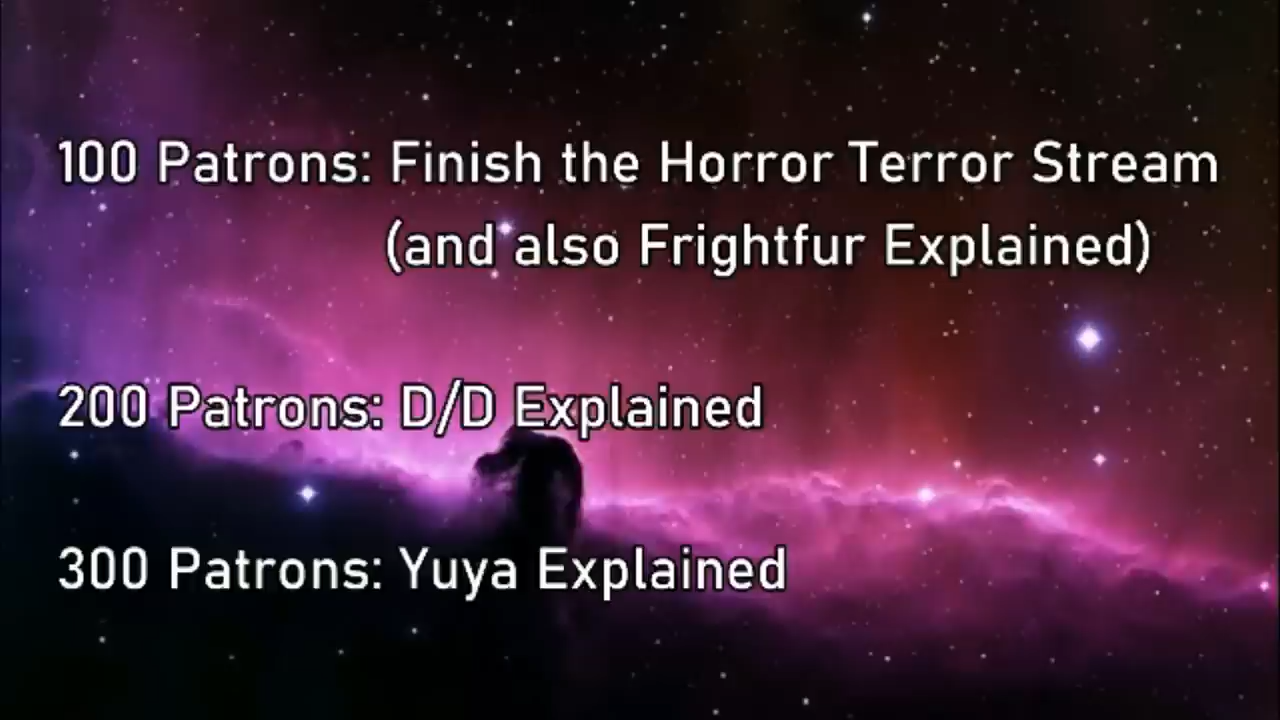 100 Patrons: Finish the Horror Terror Stream
(and also Frightfur Explained)
200 Patrons: D/D Explained
300 Patrons: Yuya Explained